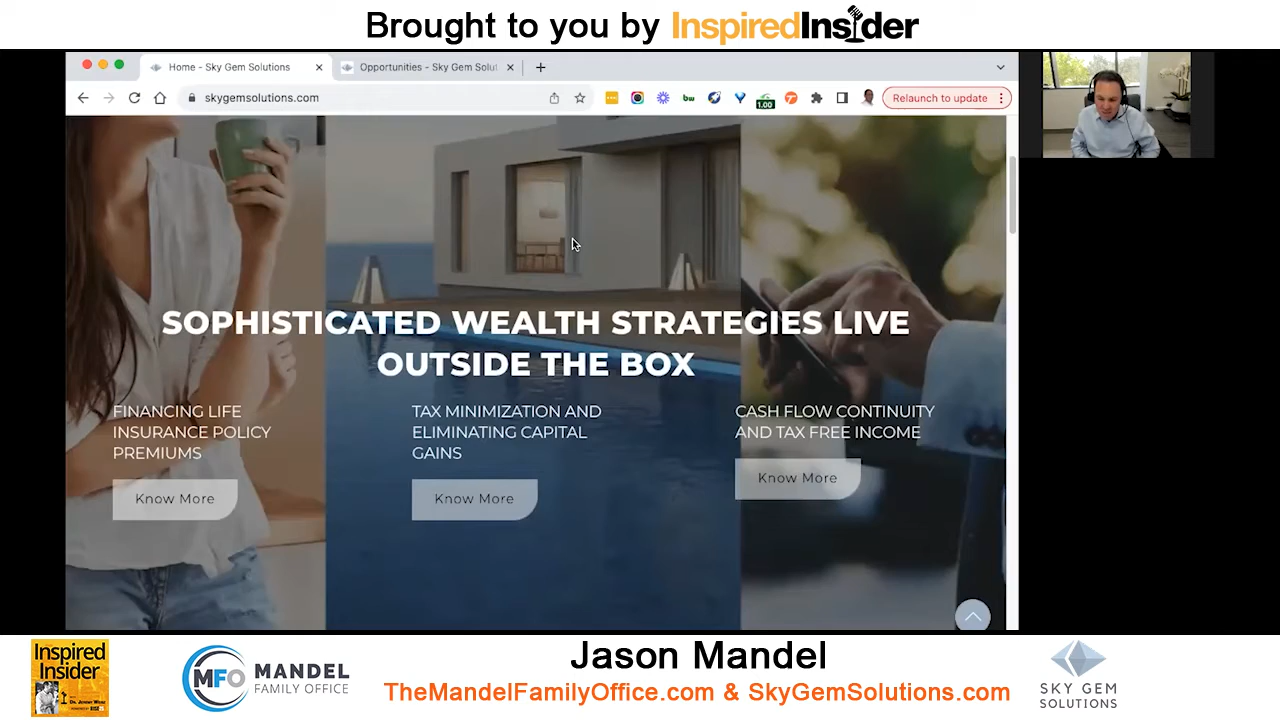 Brought to you by InspiredInsider
Home - Sky Gem Solutions
Opportunities - Sky Gem Solut
skygemsolutions.com
bw
1.00
Relaunch to update
SOPHISTICATED WEALTH STRATEGIES LIVE
OUTSIDE THE BOX
FINANCING LIFE
INSURANCE POLICY
PREMIUMS
Know More
TAX MINIMIZATION AND
ELIMINATING CAPITAL
GAINS
Know More
CASH FLOW CONTINUITY
AND TAX FREE INCOME
Know More
Inspired
Insider
MFO
MANDEL
FAMILY OFFICE
Jason Mandel
TheMandelFamilyOffice.com & SkyGemSolutions.com
SKY GEM
SOLUTIONS